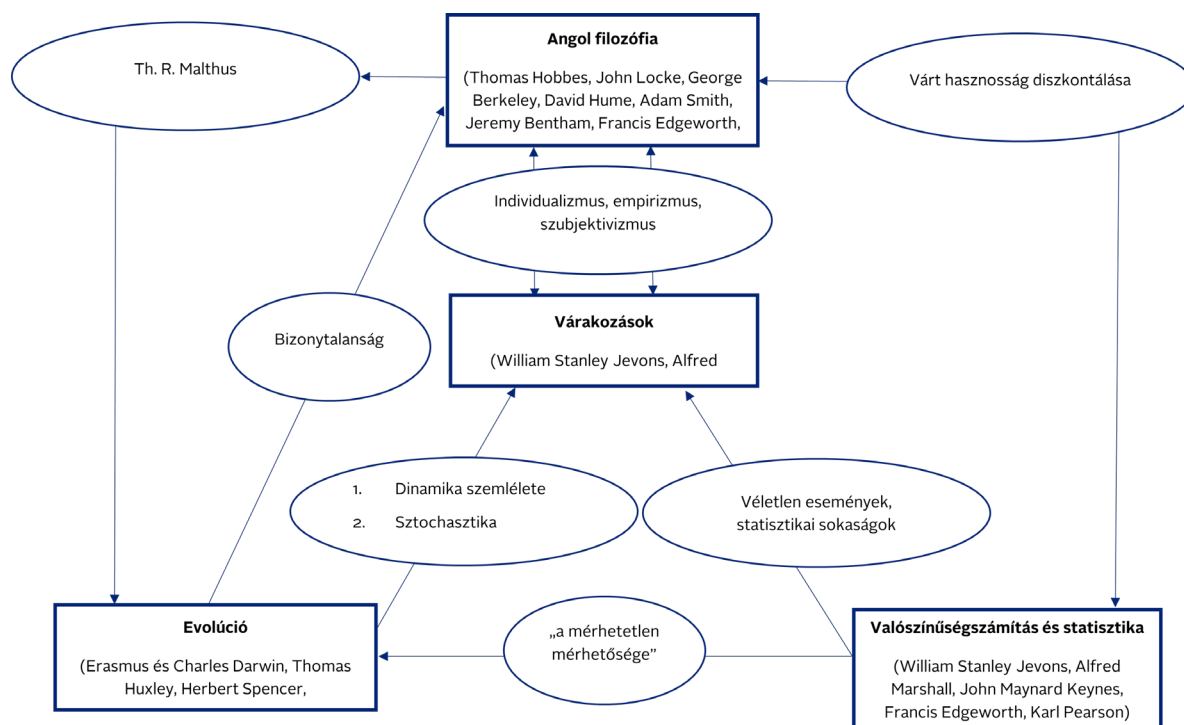 Angol filozófia
(Thomas Hobbes, John Locke, George
Berkeley, David Hume, Adam Smith,
Jeremy Bentham, Francis Edgeworth,
Th. R. Malthus
Várt hasznosság diszkontálása
Individualizmus, empirizmus,
szubjektivizmus
Bizonytalanság
Várakozások
(William Stanley Jevons, Alfred
1. Dinamika szemlélete
2. Sztochasztika
Véletlen események,
statisztikai sokaságok
Evolúció
(Erasmus és Charles Darwin, Thomas
Huxley, Herbert Spencer,
„a mérhetetlen
mérhetősége”
Valószínűségszámítás és statisztika
(William Stanley Jevons, Alfred
Marshall, John Maynard Keynes,
Francis Edgeworth, Karl Pearson)